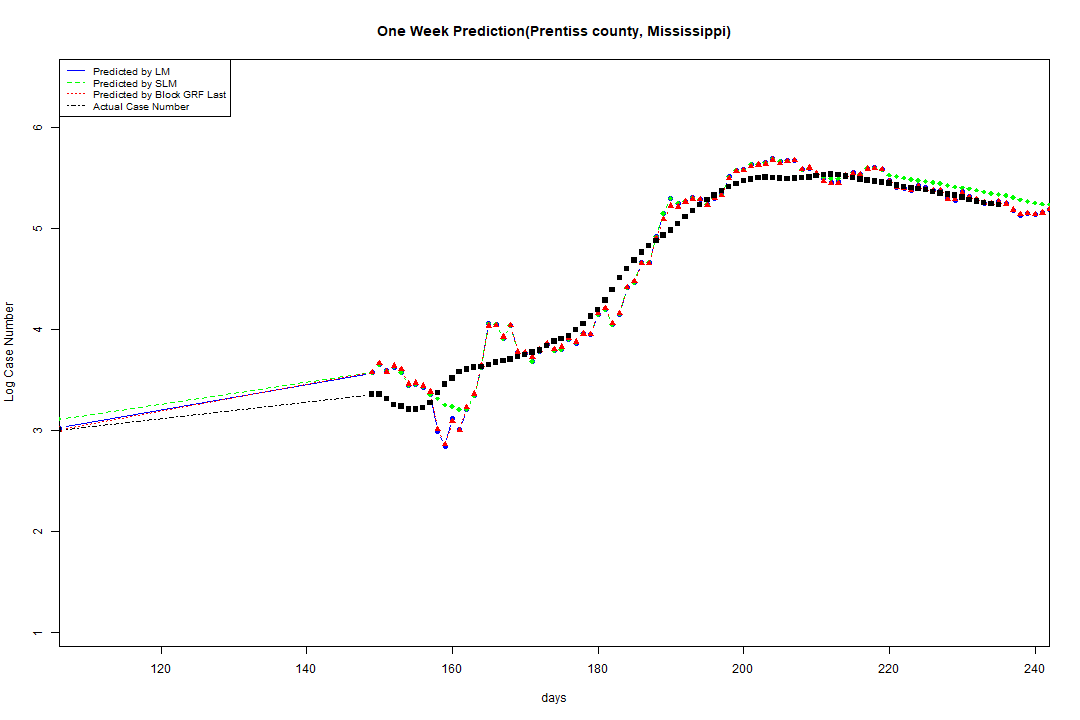 One Week Prediction(Prentiss county, Mississippi)
Predicted by LM
Predicted by SLM
Predicted by Block GRF Last
Actual Case Number
Log Case Number
6
5
4
3
2
1
120 140 160 180 200 220 240
days